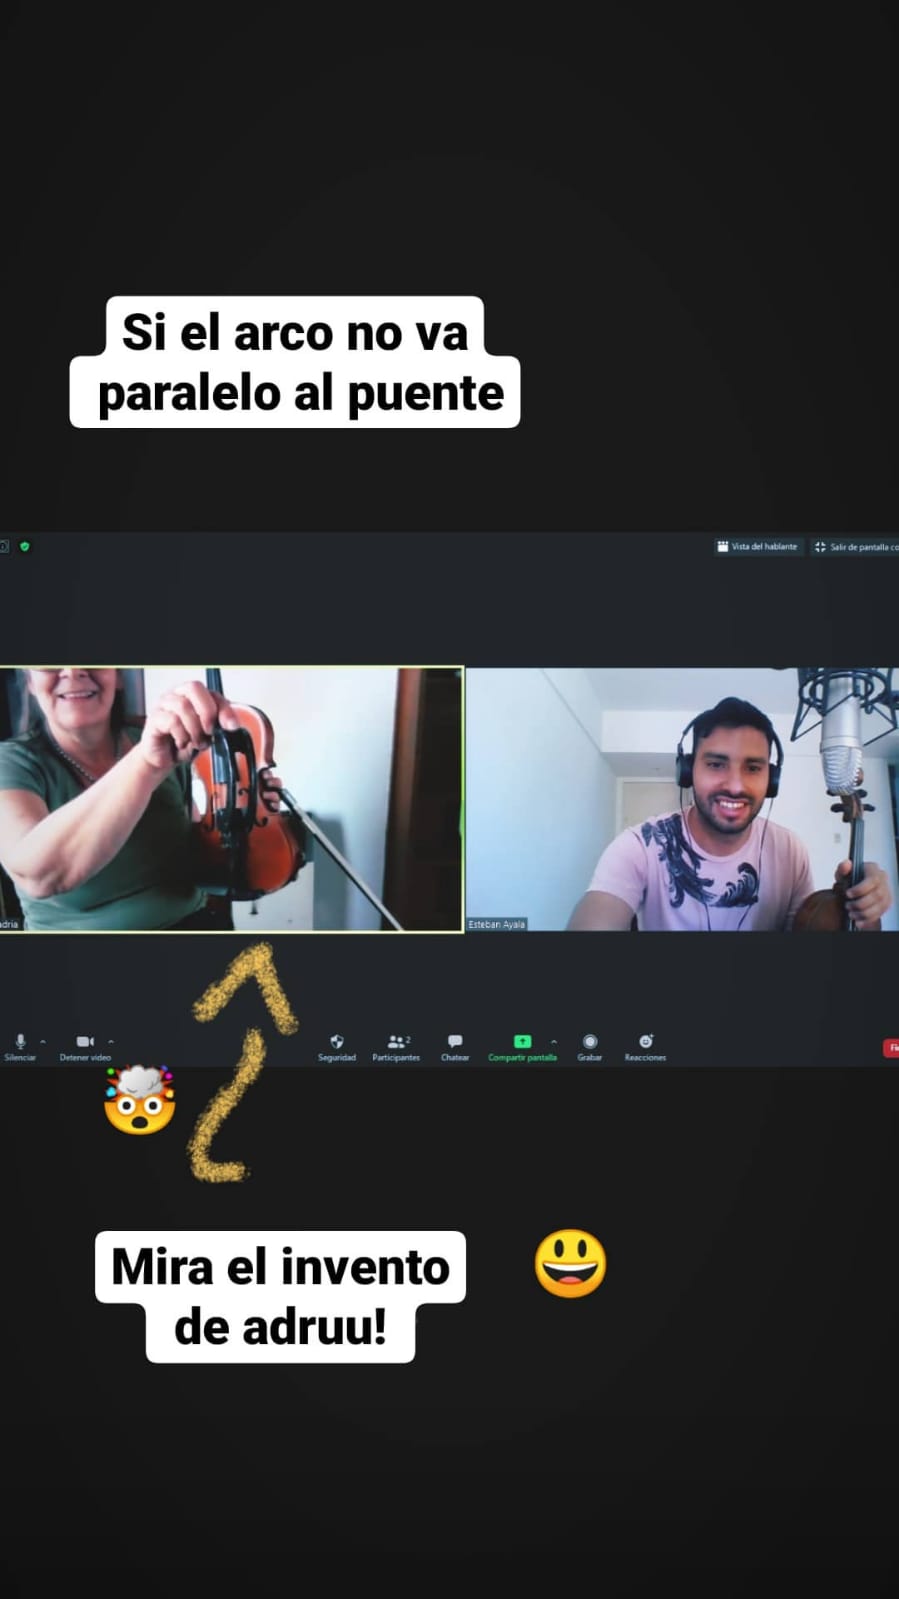 Si el arco no va
paralelo al puente
Vista del hablante
Salir de pantalla co
adria
Esteban Ayala
Silenciar
Detener video
Seguridad
Participantes
2
Chatear
Compartir pantalla
Grabar
Reacciones
Fi
Mira el invento
de adruu!